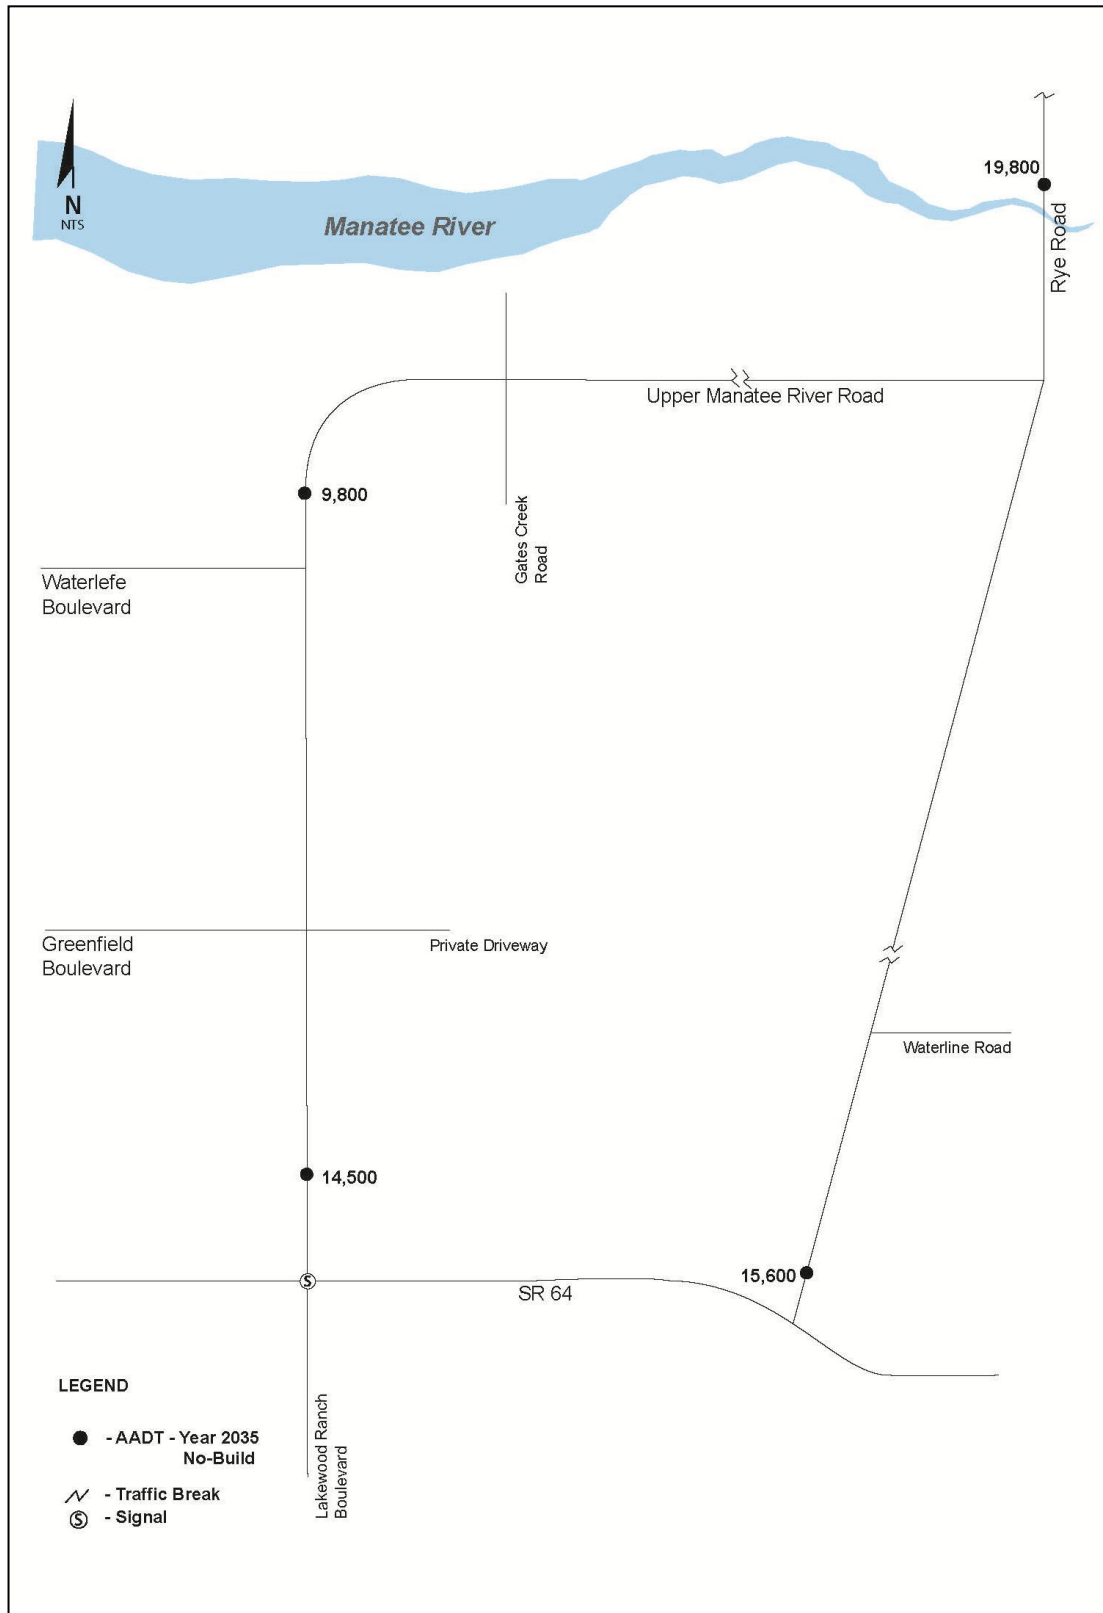 19,800
N
NTS
Manatee River
Rye Road
Upper Manatee River Road
9,800
Gates Creek
Road
Waterlefe
Boulevard
Greenfield
Boulevard
Private Driveway
Waterline Road
14,500
15,600
S
SR 64
Lakewood Ranch
Boulevard
LEGEND
- AADT - Year 2035
No-Build
- Traffic Break
S - Signal